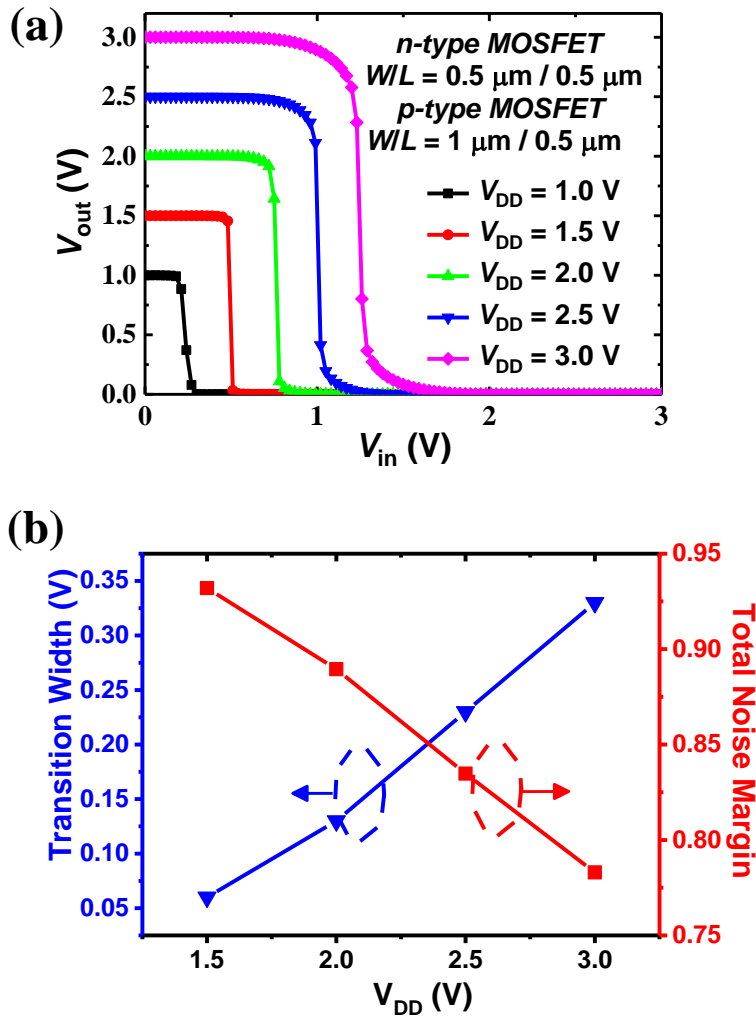 (a)
n-type MOSFET
W/L = 0.5 μm / 0.5 μm
p-type MOSFET
W/L = 1 μm / 0.5 μm
V_DD = 1.0 V
V_DD = 1.5 V
V_DD = 2.0 V
V_DD = 2.5 V
V_DD = 3.0 V
V_out (V)
3.0
2.5
2.0
1.5
1.0
0.5
0.0
0 1 2 3
V_in (V)
(b)
Transition Width (V)
0.35
0.30
0.25
0.20
0.15
0.10
0.05
0.95
0.90
0.85
0.80
0.75
Total Noise Margin
1.5 2.0 2.5 3.0
V_DD (V)